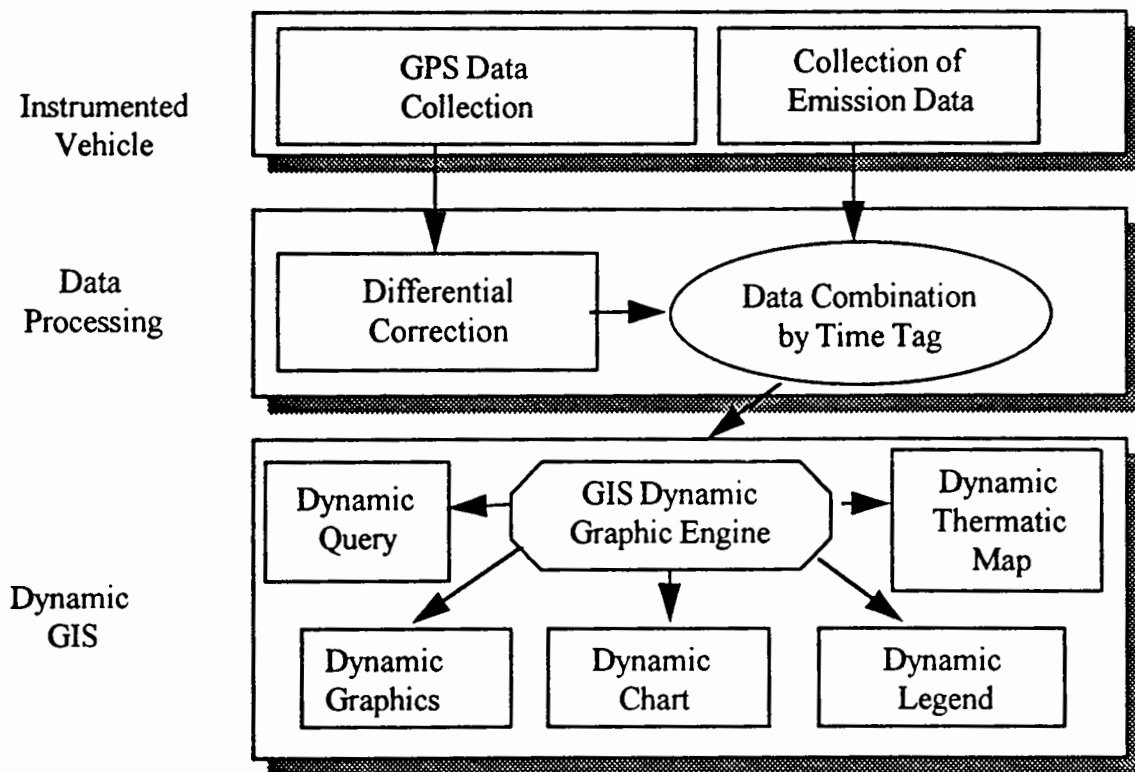 Instrumented
Vehicle
GPS Data
Collection
Collection of
Emission Data
Data
Processing
Differential
Correction
Data Combination
by Time Tag
Dynamic
GIS
Dynamic
Query
GIS Dynamic
Graphic Engine
Dynamic
Thermatic
Map
Dynamic
Graphics
Dynamic
Chart
Dynamic
Legend